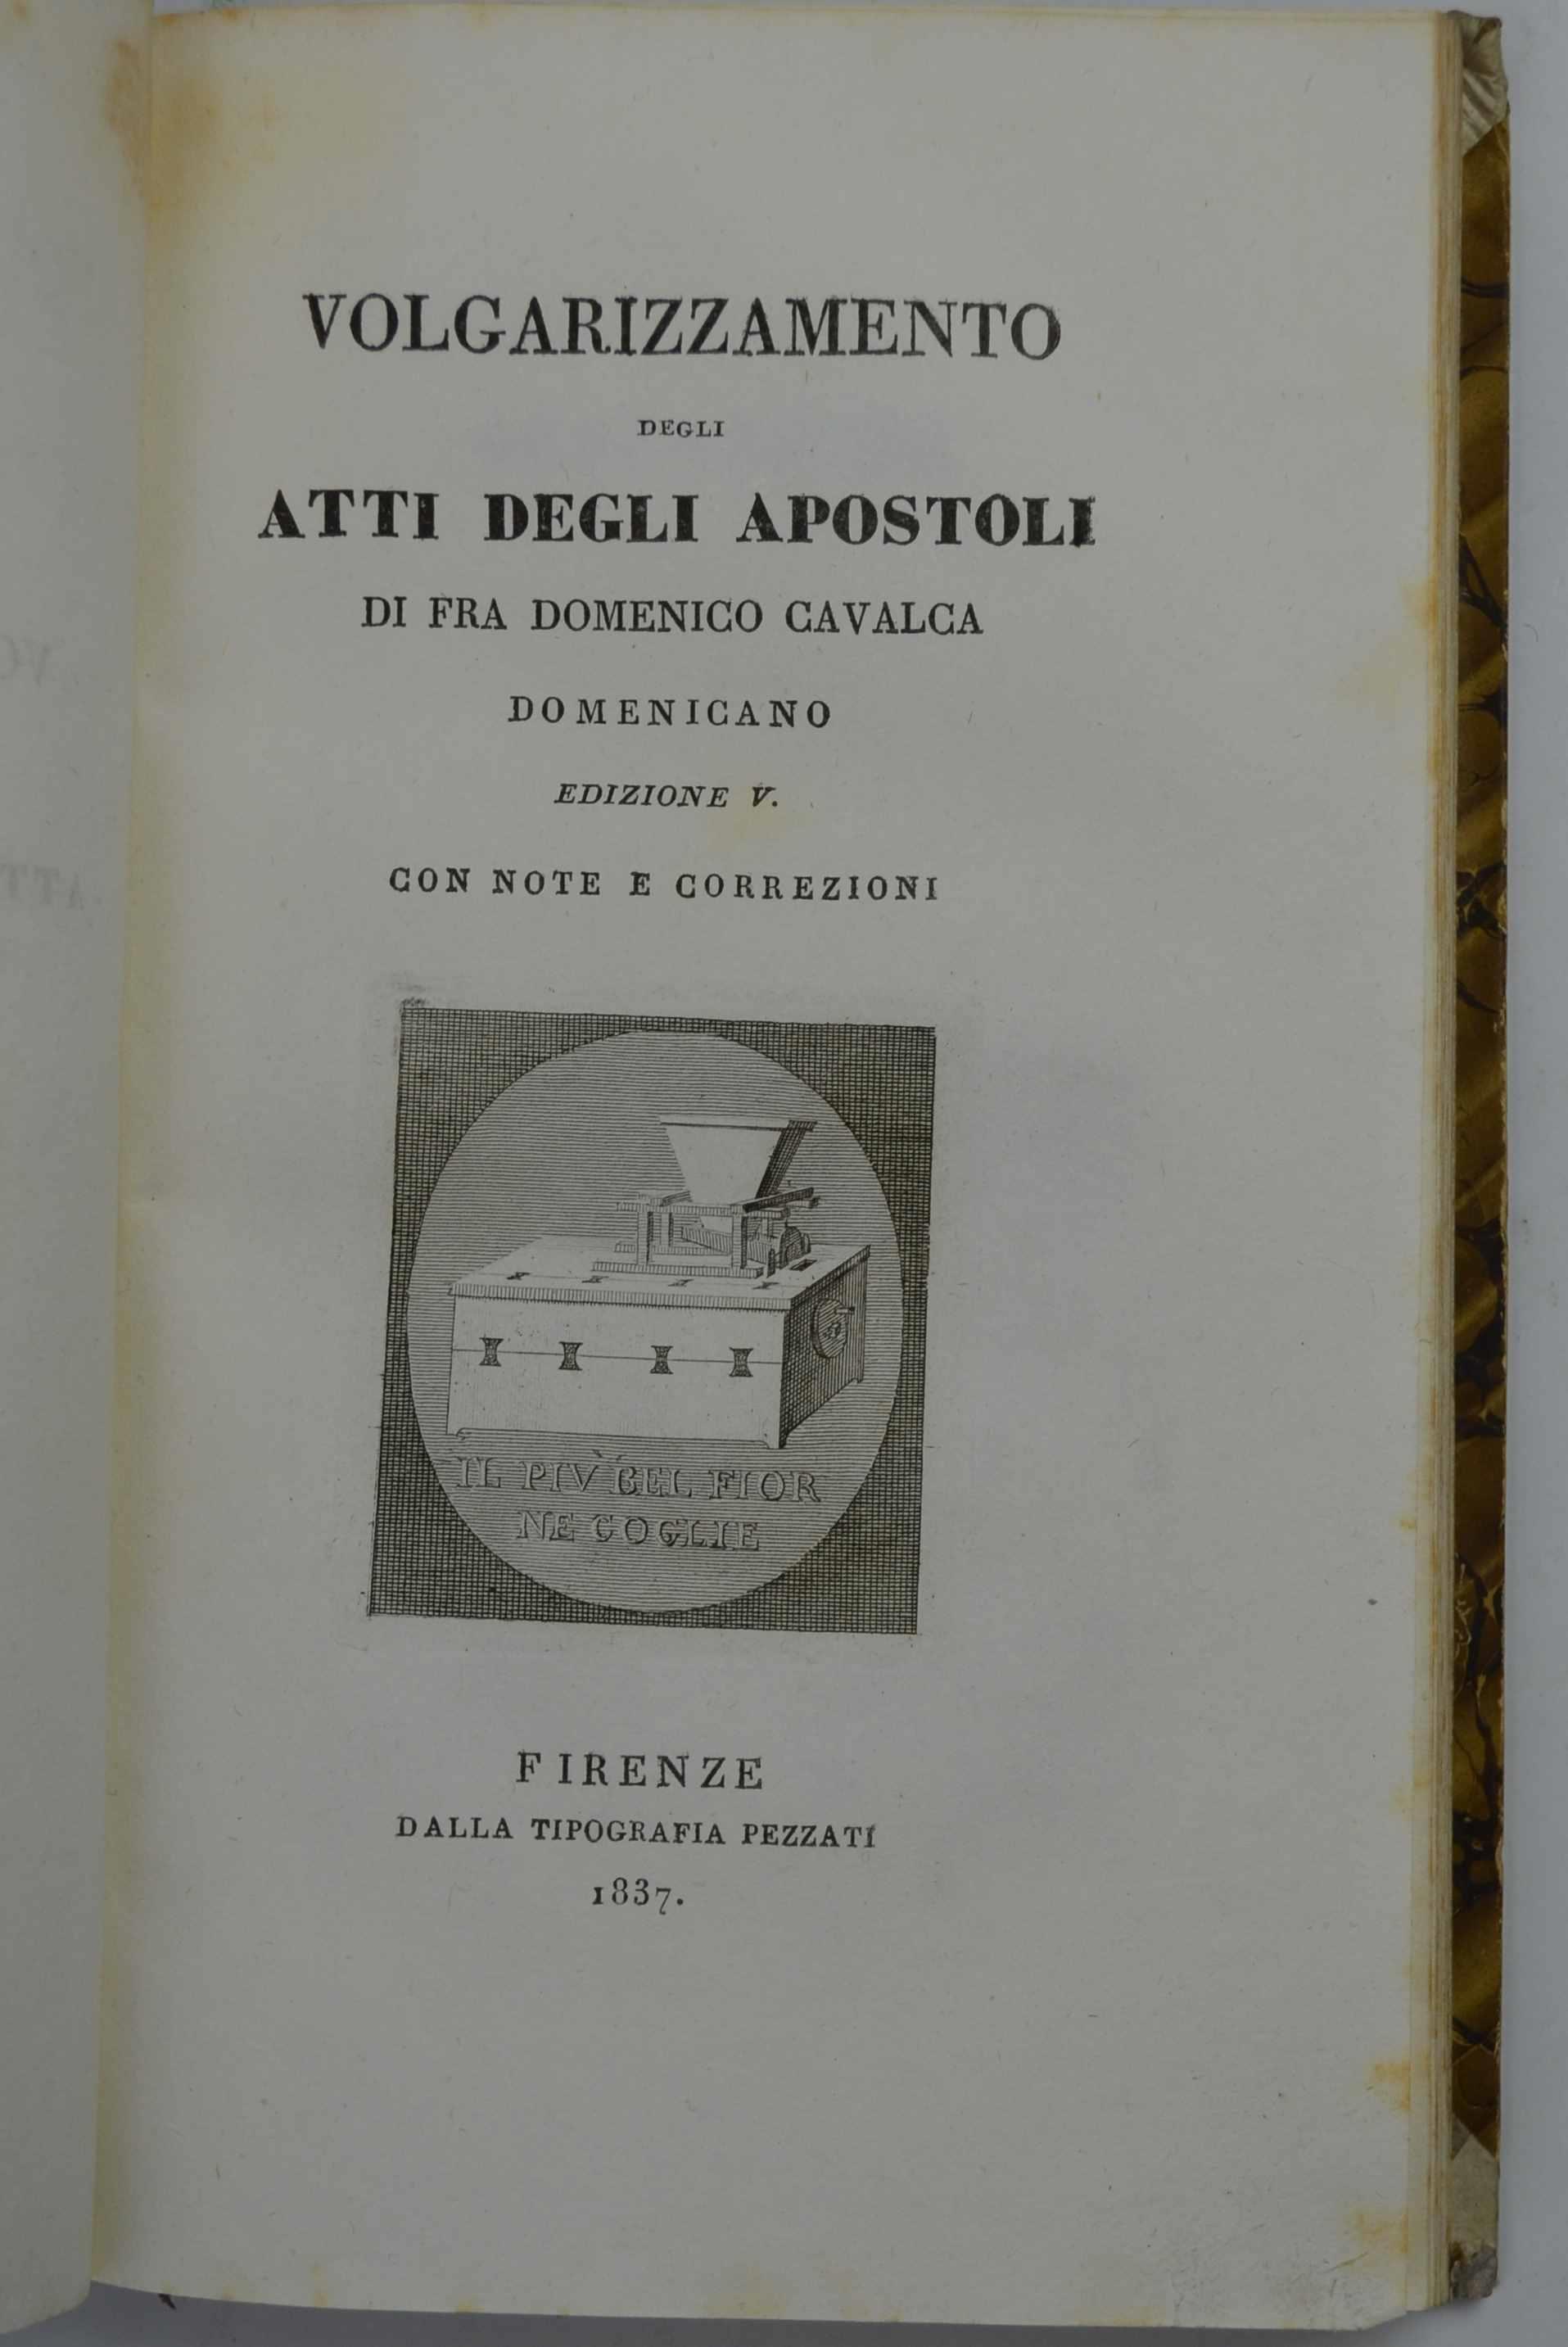 VOLGARIZZAMENTO
DEGLI
ATTI DEGLI APOSTOLI
DI FRA DOMENICO CAVALCA
DOMENICANO
EDIZIONE V.
CON NOTE E CORREZIONI
IL PIV̀ BEL FIOR
NE COGLIE
FIRENZE
DALLA TIPOGRAFIA PEZZATI
1837.